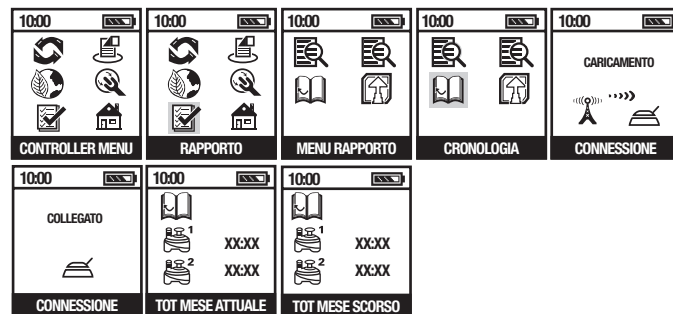 10:00
CONTROLLER MENU
10:00
RAPPORTO
10:00
MENU RAPPORTO
10:00
CRONOLOGIA
10:00
CARICAMENTO
CONNESSIONE
10:00
COLLEGATO
CONNESSIONE
10:00
1 XX:XX
2 XX:XX
TOT MESE ATTUALE
10:00
1 XX:XX
2 XX:XX
TOT MESE SCORSO